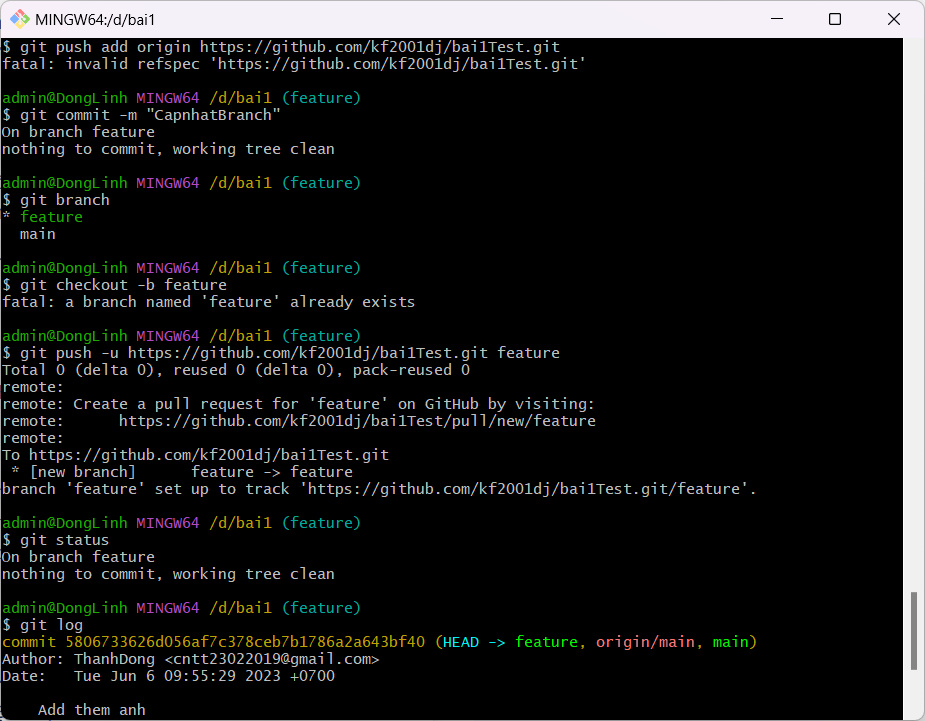 MINGW64:/d/bai1
$ git push add origin https://github.com/kf2001dj/bai1Test.git
fatal: invalid refspec 'https://github.com/kf2001dj/bai1Test.git'
admin@DongLinh MINGW64 /d/bai1 (feature)
$ git commit -m "CapnhatBranch"
On branch feature
nothing to commit, working tree clean
admin@DongLinh MINGW64 /d/bai1 (feature)
$ git branch
* feature
  main
admin@DongLinh MINGW64 /d/bai1 (feature)
$ git checkout -b feature
fatal: a branch named 'feature' already exists
admin@DongLinh MINGW64 /d/bai1 (feature)
$ git push -u https://github.com/kf2001dj/bai1Test.git feature
Total 0 (delta 0), reused 0 (delta 0), pack-reused 0
remote:
remote: Create a pull request for 'feature' on GitHub by visiting:
remote:      https://github.com/kf2001dj/bai1Test/pull/new/feature
remote:
To https://github.com/kf2001dj/bai1Test.git
 * [new branch]      feature -> feature
branch 'feature' set up to track 'https://github.com/kf2001dj/bai1Test.git/feature'.
admin@DongLinh MINGW64 /d/bai1 (feature)
$ git status
On branch feature
nothing to commit, working tree clean
admin@DongLinh MINGW64 /d/bai1 (feature)
$ git log
commit 5806733626d056af7c378ceb7b1786a2a643bf40 (HEAD -> feature, origin/main, main)
Author: ThanhDong <cntt23022019@gmail.com>
Date:   Tue Jun 6 09:55:29 2023 +0700
    Add them anh